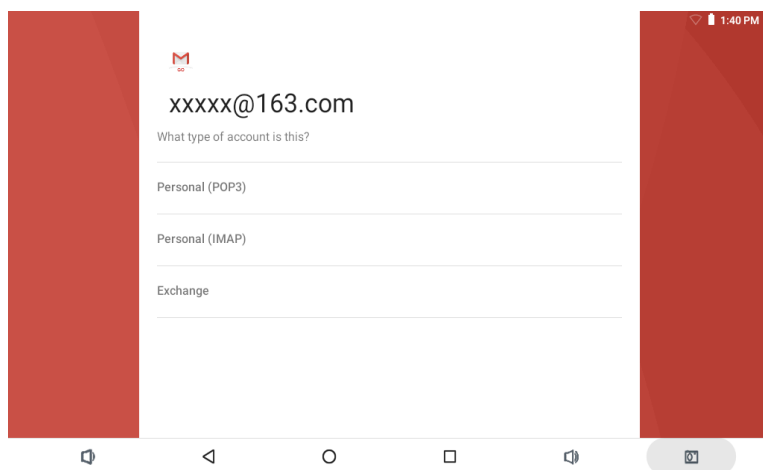 1:40 PM
xxxxx@163.com
What type of account is this?
Personal (POP3)
Personal (IMAP)
Exchange